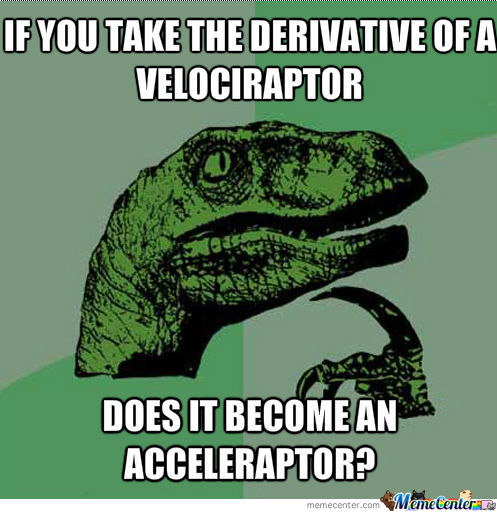 IF YOU TAKE THE DERIVATIVE OF A
VELOCIRAPTOR
DOES IT BECOME AN
ACCELERAPTOR?
memecenter.com MemeCenter